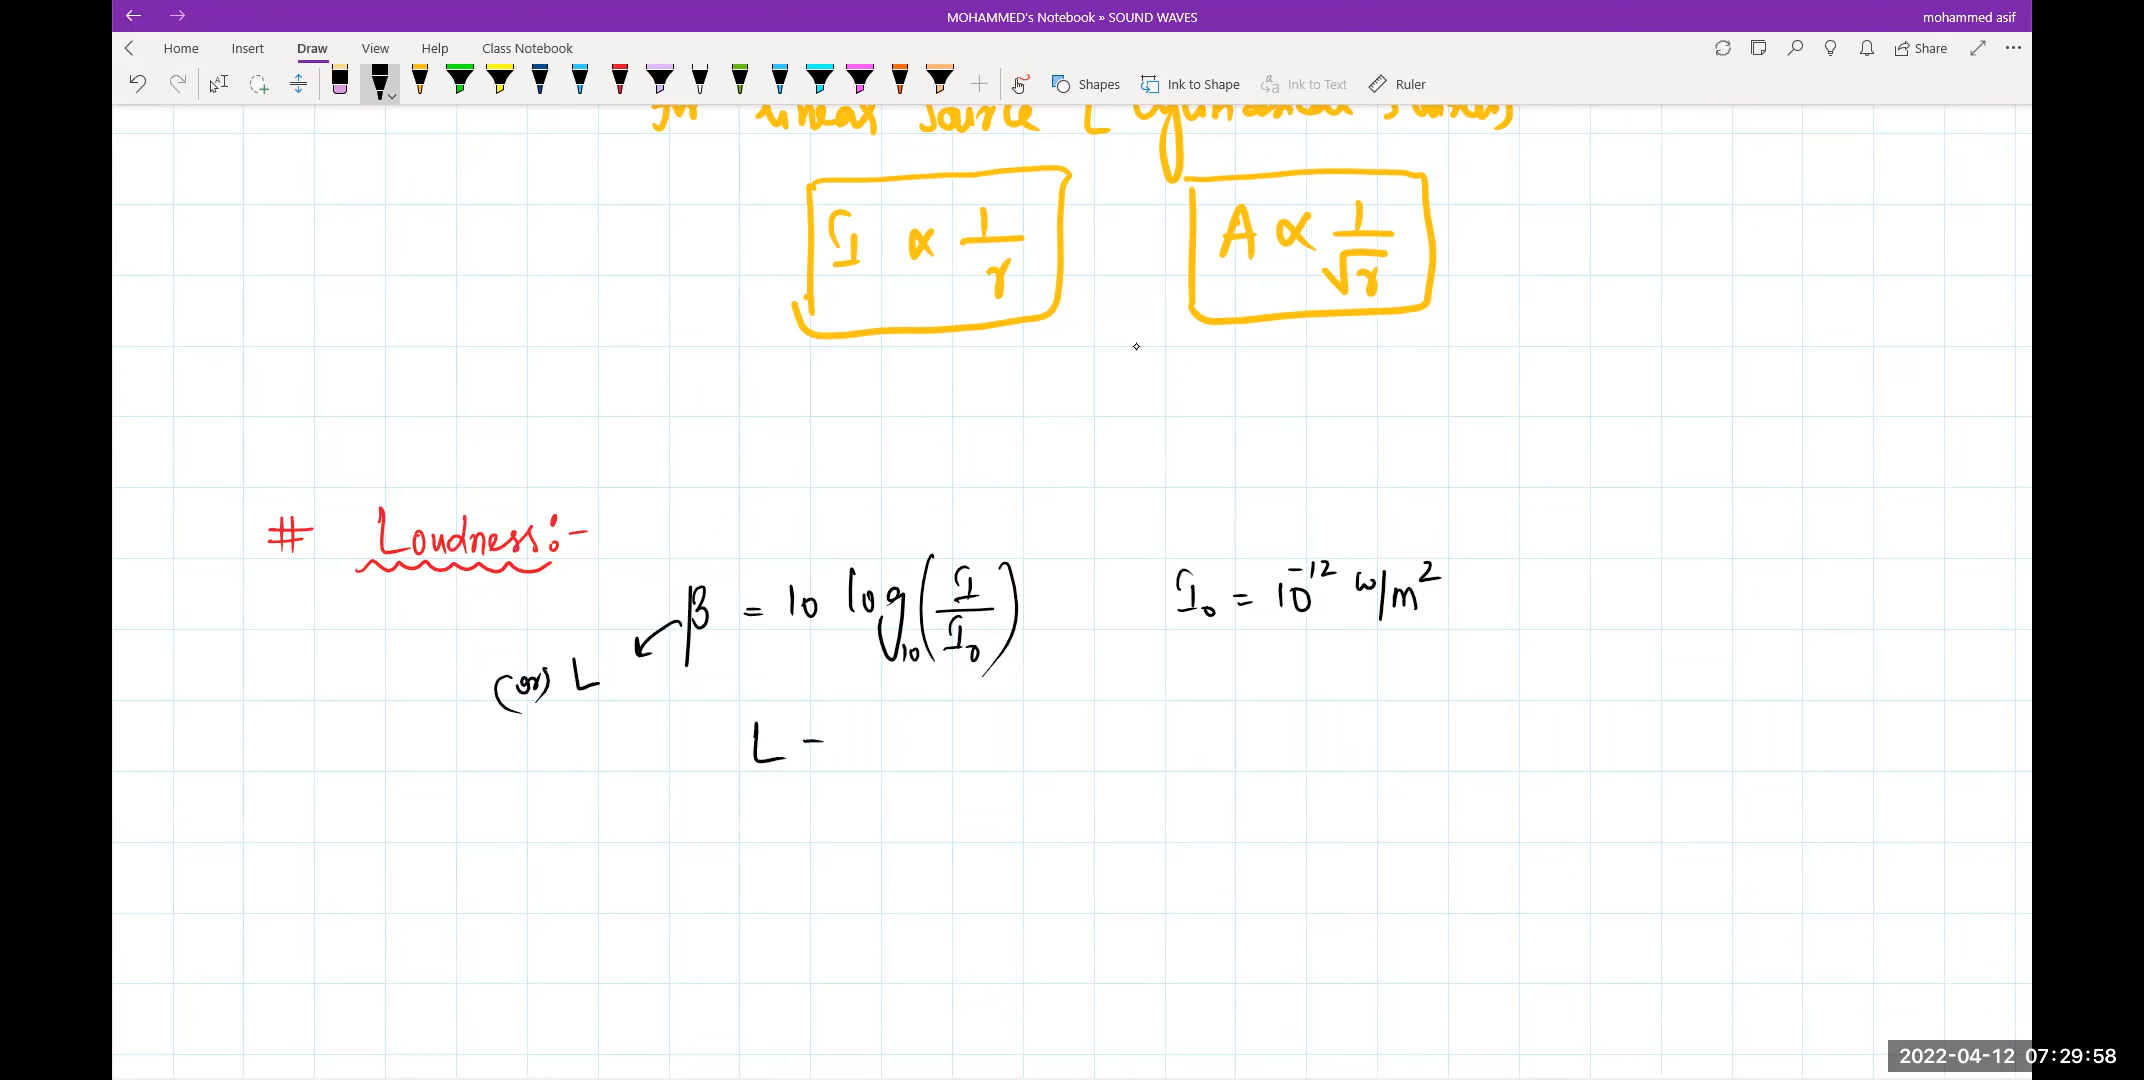 MOHAMMED's Notebook » SOUND WAVES
mohammed asif
Home Insert Draw View Help Class Notebook
Share
Shapes Ink to Shape Ink to Text Ruler
source
I ∝ 1/r
A ∝ 1/√r
# Loudness:-
β = 10 log₁₀(I/I₀)
I₀ = 10⁻¹² W/m²
(or) L
L -
2022-04-12 07:29:58